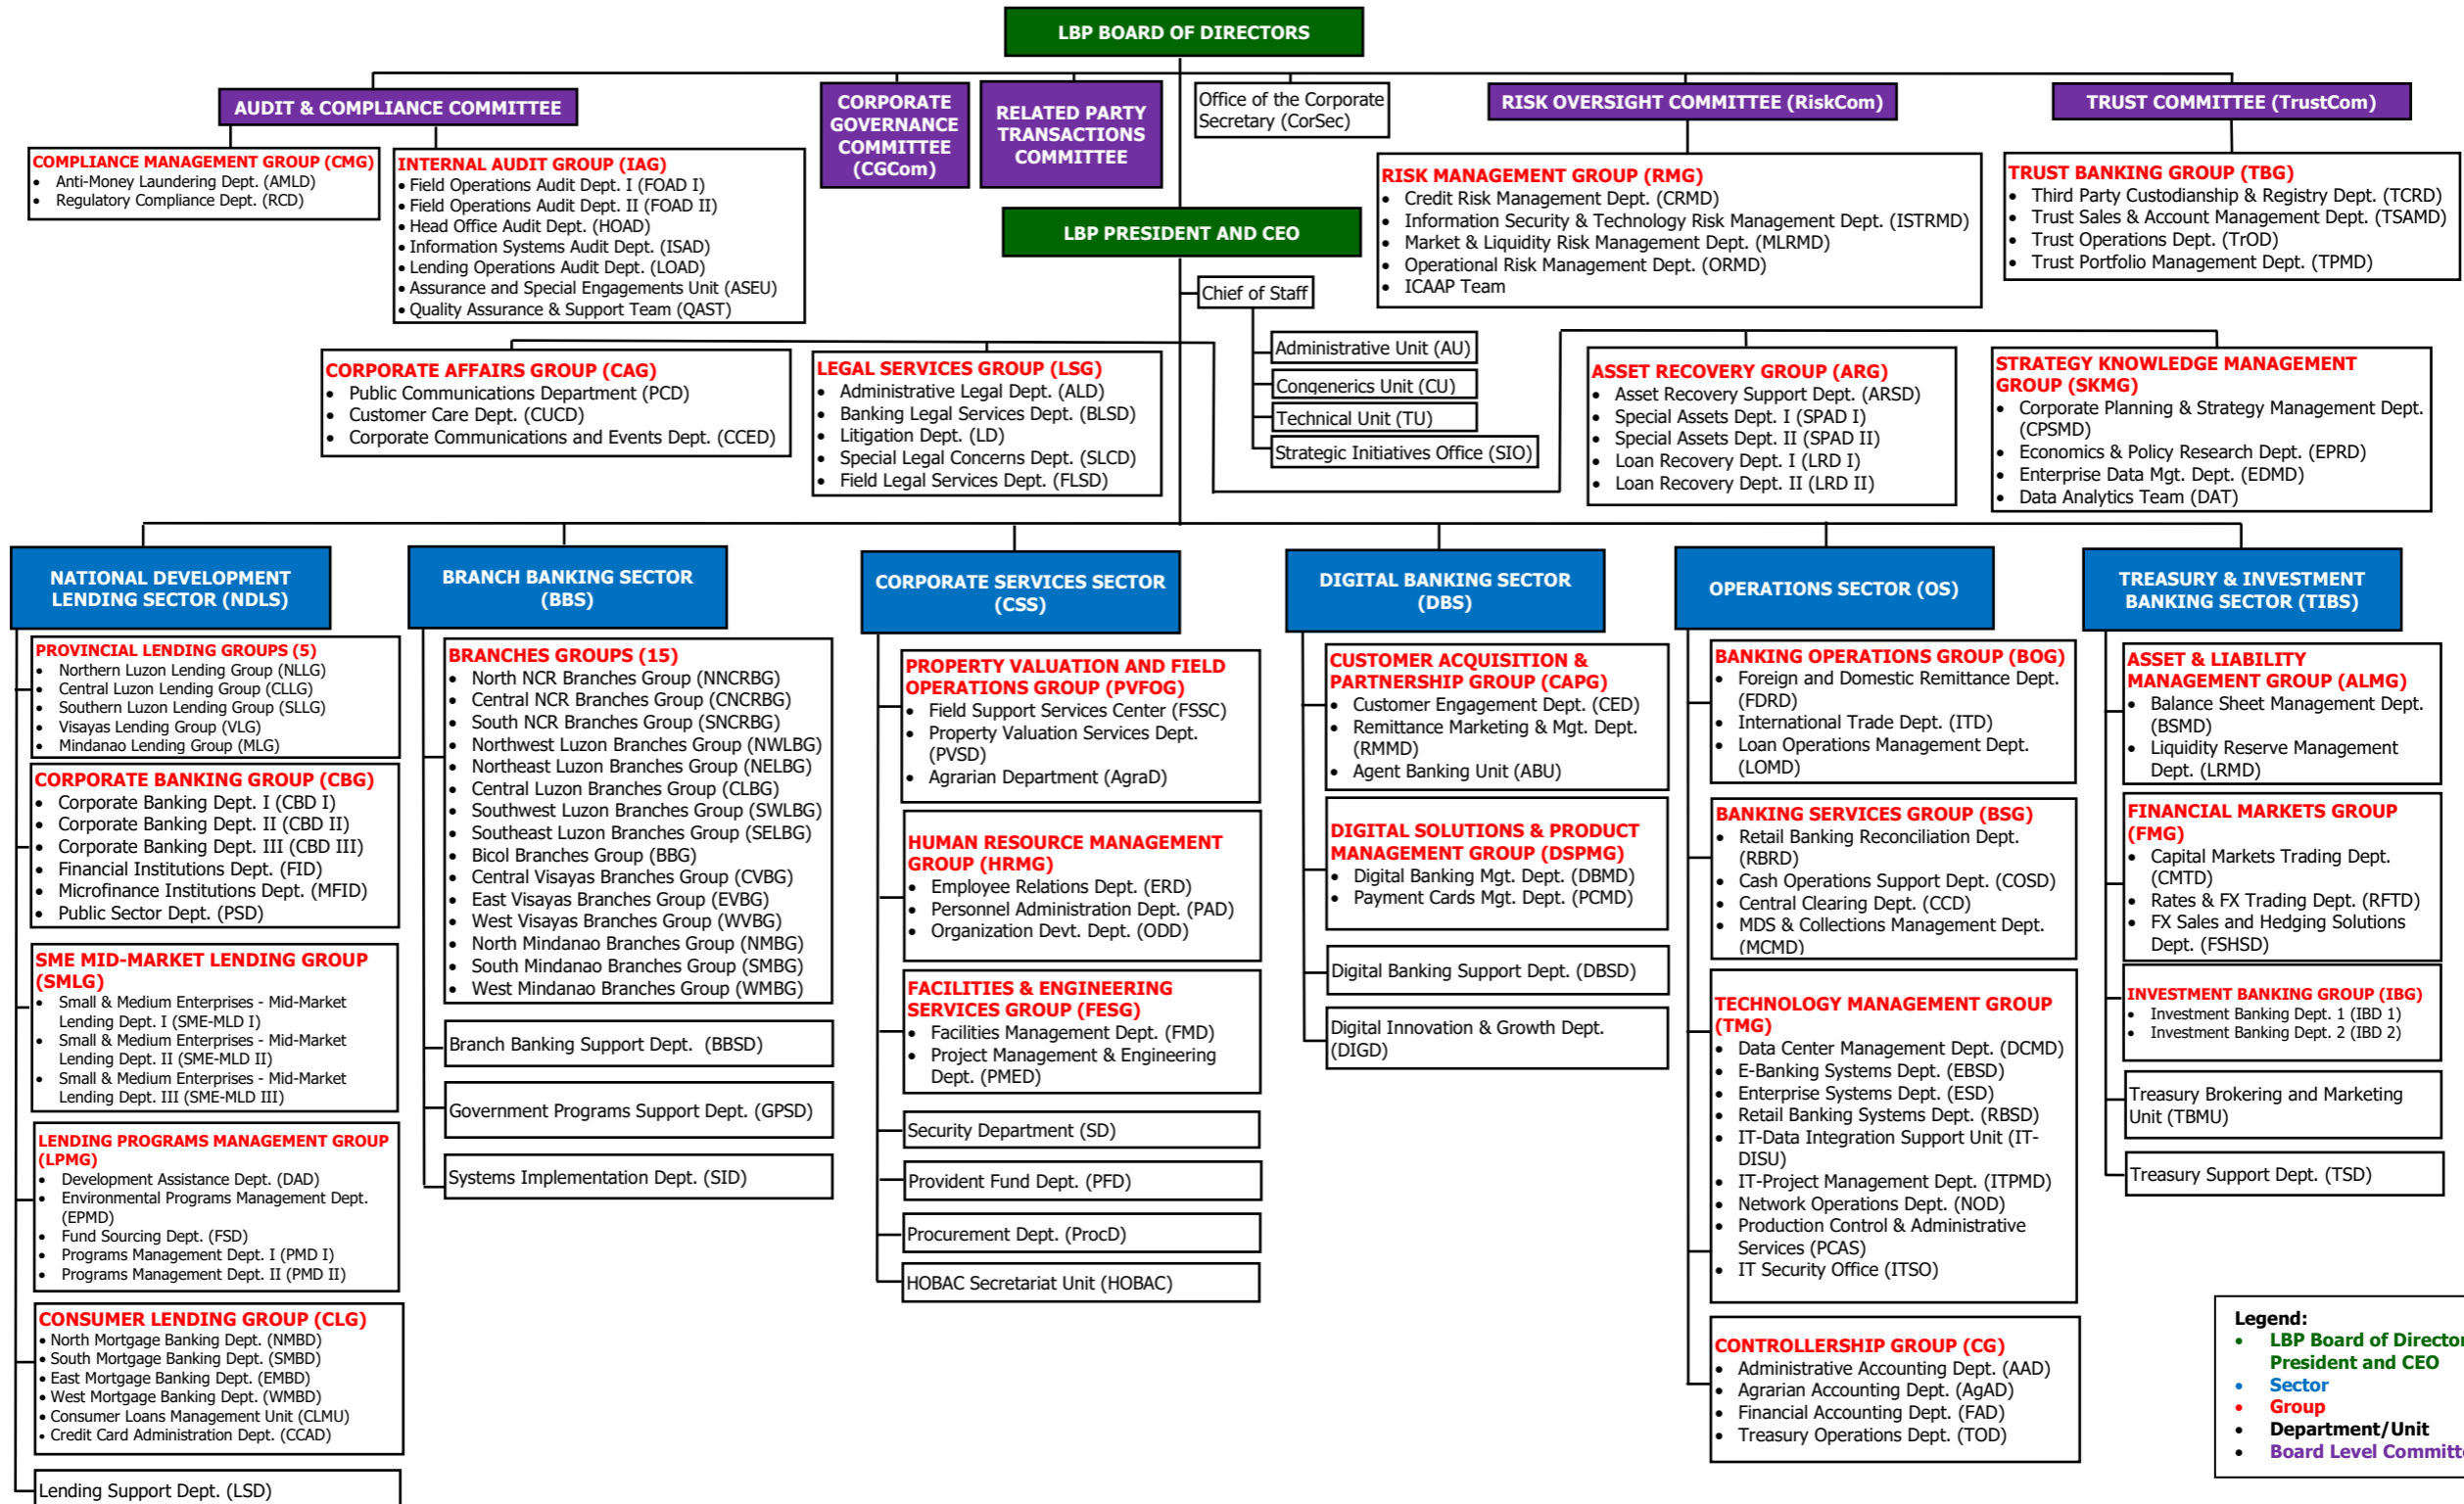 LBP BOARD OF DIRECTORS
AUDIT & COMPLIANCE COMMITTEE
CORPORATE
GOVERNANCE
COMMITTEE
(CGCom)
RELATED PARTY
TRANSACTIONS
COMMITTEE
Office of the Corporate
Secretary (CorSec)
RISK OVERSIGHT COMMITTEE (RiskCom)
TRUST COMMITTEE (TrustCom)
COMPLIANCE MANAGEMENT GROUP (CMG)
• Anti-Money Laundering Dept. (AMLD)
• Regulatory Compliance Dept. (RCD)
INTERNAL AUDIT GROUP (IAG)
• Field Operations Audit Dept. I (FOAD I)
• Field Operations Audit Dept. II (FOAD II)
• Head Office Audit Dept. (HOAD)
• Information Systems Audit Dept. (ISAD)
• Lending Operations Audit Dept. (LOAD)
• Assurance and Special Engagements Unit (ASEU)
• Quality Assurance & Support Team (QAST)
RISK MANAGEMENT GROUP (RMG)
• Credit Risk Management Dept. (CRMD)
• Information Security & Technology Risk Management Dept. (ISTRMD)
• Market & Liquidity Risk Management Dept. (MLRMD)
• Operational Risk Management Dept. (ORMD)
• ICAAP Team
TRUST BANKING GROUP (TBG)
• Third Party Custodianship & Registry Dept. (TCRD)
• Trust Sales & Account Management Dept. (TSAMD)
• Trust Operations Dept. (TrOD)
• Trust Portfolio Management Dept. (TPMD)
LBP PRESIDENT AND CEO
Chief of Staff
Administrative Unit (AU)
Congenerics Unit (CU)
Technical Unit (TU)
Strategic Initiatives Office (SIO)
CORPORATE AFFAIRS GROUP (CAG)
• Public Communications Department (PCD)
• Customer Care Dept. (CUCD)
• Corporate Communications and Events Dept. (CCED)
LEGAL SERVICES GROUP (LSG)
• Administrative Legal Dept. (ALD)
• Banking Legal Services Dept. (BLSD)
• Litigation Dept. (LD)
• Special Legal Concerns Dept. (SLCD)
• Field Legal Services Dept. (FLSD)
ASSET RECOVERY GROUP (ARG)
• Asset Recovery Support Dept. (ARSD)
• Special Assets Dept. I (SPAD I)
• Special Assets Dept. II (SPAD II)
• Loan Recovery Dept. I (LRD I)
• Loan Recovery Dept. II (LRD II)
STRATEGY KNOWLEDGE MANAGEMENT
GROUP (SKMG)
• Corporate Planning & Strategy Management Dept.
(CPSMD)
• Economics & Policy Research Dept. (EPRD)
• Enterprise Data Mgt. Dept. (EDMD)
• Data Analytics Team (DAT)
NATIONAL DEVELOPMENT
LENDING SECTOR (NDLS)
PROVINCIAL LENDING GROUPS (5)
• Northern Luzon Lending Group (NLLG)
• Central Luzon Lending Group (CLLG)
• Southern Luzon Lending Group (SLLG)
• Visayas Lending Group (VLG)
• Mindanao Lending Group (MLG)
CORPORATE BANKING GROUP (CBG)
• Corporate Banking Dept. I (CBD I)
• Corporate Banking Dept. II (CBD II)
• Corporate Banking Dept. III (CBD III)
• Financial Institutions Dept. (FID)
• Microfinance Institutions Dept. (MFID)
• Public Sector Dept. (PSD)
SME MID-MARKET LENDING GROUP
(SMLG)
• Small & Medium Enterprises - Mid-Market
Lending Dept. I (SME-MLD I)
• Small & Medium Enterprises - Mid-Market
Lending Dept. II (SME-MLD II)
• Small & Medium Enterprises - Mid-Market
Lending Dept. III (SME-MLD III)
LENDING PROGRAMS MANAGEMENT GROUP
(LPMG)
• Development Assistance Dept. (DAD)
• Environmental Programs Management Dept.
(EPMD)
• Fund Sourcing Dept. (FSD)
• Programs Management Dept. I (PMD I)
• Programs Management Dept. II (PMD II)
CONSUMER LENDING GROUP (CLG)
• North Mortgage Banking Dept. (NMBD)
• South Mortgage Banking Dept. (SMBD)
• East Mortgage Banking Dept. (EMBD)
• West Mortgage Banking Dept. (WMBD)
• Consumer Loans Management Unit (CLMU)
• Credit Card Administration Dept. (CCAD)
Lending Support Dept. (LSD)
BRANCH BANKING SECTOR
(BBS)
BRANCHES GROUPS (15)
• North NCR Branches Group (NNCRBG)
• Central NCR Branches Group (CNCRBG)
• South NCR Branches Group (SNCRBG)
• Northwest Luzon Branches Group (NWLBG)
• Northeast Luzon Branches Group (NELBG)
• Central Luzon Branches Group (CLBG)
• Southwest Luzon Branches Group (SWLBG)
• Southeast Luzon Branches Group (SELBG)
• Bicol Branches Group (BBG)
• Central Visayas Branches Group (CVBG)
• East Visayas Branches Group (EVBG)
• West Visayas Branches Group (WVBG)
• North Mindanao Branches Group (NMBG)
• South Mindanao Branches Group (SMBG)
• West Mindanao Branches Group (WMBG)
Branch Banking Support Dept. (BBSD)
Government Programs Support Dept. (GPSD)
Systems Implementation Dept. (SID)
CORPORATE SERVICES SECTOR
(CSS)
PROPERTY VALUATION AND FIELD
OPERATIONS GROUP (PVFOG)
• Field Support Services Center (FSSC)
• Property Valuation Services Dept.
(PVSD)
• Agrarian Department (AgraD)
HUMAN RESOURCE MANAGEMENT
GROUP (HRMG)
• Employee Relations Dept. (ERD)
• Personnel Administration Dept. (PAD)
• Organization Devt. Dept. (ODD)
FACILITIES & ENGINEERING
SERVICES GROUP (FESG)
• Facilities Management Dept. (FMD)
• Project Management & Engineering
Dept. (PMED)
Security Department (SD)
Provident Fund Dept. (PFD)
Procurement Dept. (ProcD)
HOBAC Secretariat Unit (HOBAC)
DIGITAL BANKING SECTOR
(DBS)
CUSTOMER ACQUISITION &
PARTNERSHIP GROUP (CAPG)
• Customer Engagement Dept. (CED)
• Remittance Marketing & Mgt. Dept.
(RMMD)
• Agent Banking Unit (ABU)
DIGITAL SOLUTIONS & PRODUCT
MANAGEMENT GROUP (DSPMG)
• Digital Banking Mgt. Dept. (DBMD)
• Payment Cards Mgt. Dept. (PCMD)
Digital Banking Support Dept. (DBSD)
Digital Innovation & Growth Dept.
(DIGD)
OPERATIONS SECTOR (OS)
BANKING OPERATIONS GROUP (BOG)
• Foreign and Domestic Remittance Dept.
(FDRD)
• International Trade Dept. (ITD)
• Loan Operations Management Dept.
(LOMD)
BANKING SERVICES GROUP (BSG)
• Retail Banking Reconciliation Dept.
(RBRD)
• Cash Operations Support Dept. (COSD)
• Central Clearing Dept. (CCD)
• MDS & Collections Management Dept.
(MCMD)
TECHNOLOGY MANAGEMENT GROUP
(TMG)
• Data Center Management Dept. (DCMD)
• E-Banking Systems Dept. (EBSD)
• Enterprise Systems Dept. (ESD)
• Retail Banking Systems Dept. (RBSD)
• IT-Data Integration Support Unit (IT-
DISU)
• IT-Project Management Dept. (ITPMD)
• Network Operations Dept. (NOD)
• Production Control & Administrative
Services (PCAS)
• IT Security Office (ITSO)
CONTROLLERSHIP GROUP (CG)
• Administrative Accounting Dept. (AAD)
• Agrarian Accounting Dept. (AgAD)
• Financial Accounting Dept. (FAD)
• Treasury Operations Dept. (TOD)
TREASURY & INVESTMENT
BANKING SECTOR (TIBS)
ASSET & LIABILITY
MANAGEMENT GROUP (ALMG)
• Balance Sheet Management Dept.
(BSMD)
• Liquidity Reserve Management
Dept. (LRMD)
FINANCIAL MARKETS GROUP
(FMG)
• Capital Markets Trading Dept.
(CMTD)
• Rates & FX Trading Dept. (RFTD)
• FX Sales and Hedging Solutions
Dept. (FSHSD)
INVESTMENT BANKING GROUP (IBG)
• Investment Banking Dept. 1 (IBD 1)
• Investment Banking Dept. 2 (IBD 2)
Treasury Brokering and Marketing
Unit (TBMU)
Treasury Support Dept. (TSD)
Legend:
• LBP Board of Director
President and CEO
• Sector
• Group
• Department/Unit
• Board Level Committe